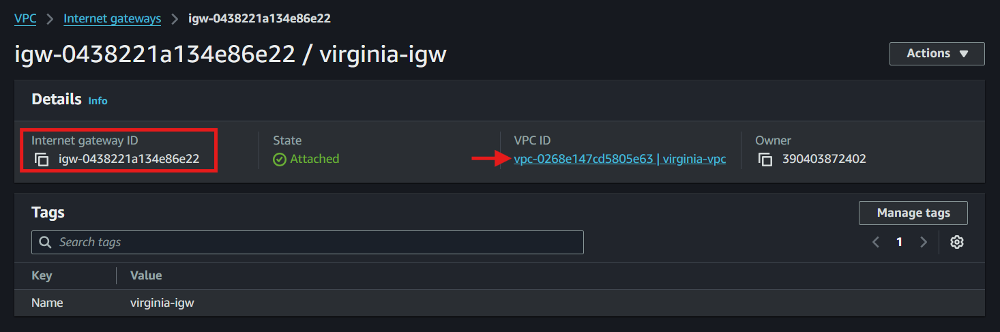 VPC > Internet gateways > igw-0438221a134e86e22
igw-0438221a134e86e22 / virginia-igw
Actions
Details Info
Internet gateway ID
igw-0438221a134e86e22
State
Attached
VPC ID
vpc-0268e147cd5805e63 | virginia-vpc
Owner
390403872402
Tags
Manage tags
Search tags
1
Key Value
Name virginia-igw